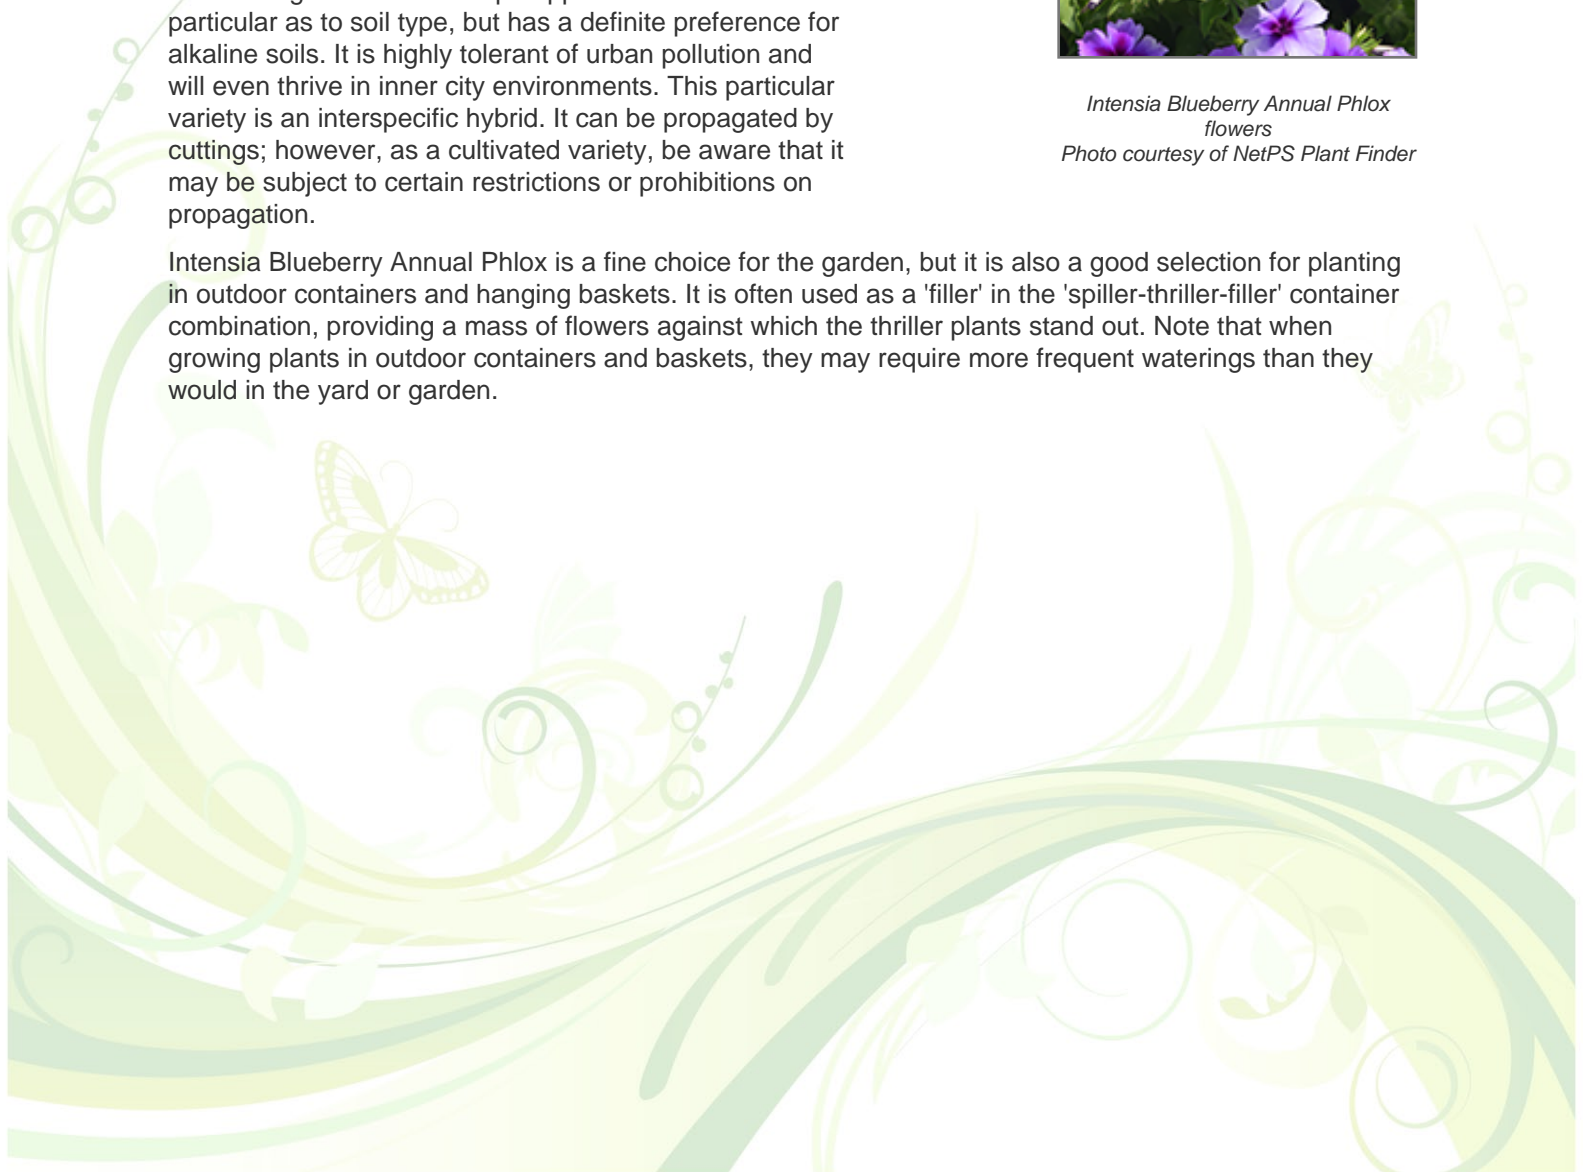 particular as to soil type, but has a definite preference for
alkaline soils. It is highly tolerant of urban pollution and
will even thrive in inner city environments. This particular
variety is an interspecific hybrid. It can be propagated by
cuttings; however, as a cultivated variety, be aware that it
may be subject to certain restrictions or prohibitions on
propagation.
Intensia Blueberry Annual Phlox
flowers
Photo courtesy of NetPS Plant Finder
Intensia Blueberry Annual Phlox is a fine choice for the garden, but it is also a good selection for planting
in outdoor containers and hanging baskets. It is often used as a 'filler' in the 'spiller-thriller-filler' container
combination, providing a mass of flowers against which the thriller plants stand out. Note that when
growing plants in outdoor containers and baskets, they may require more frequent waterings than they
would in the yard or garden.